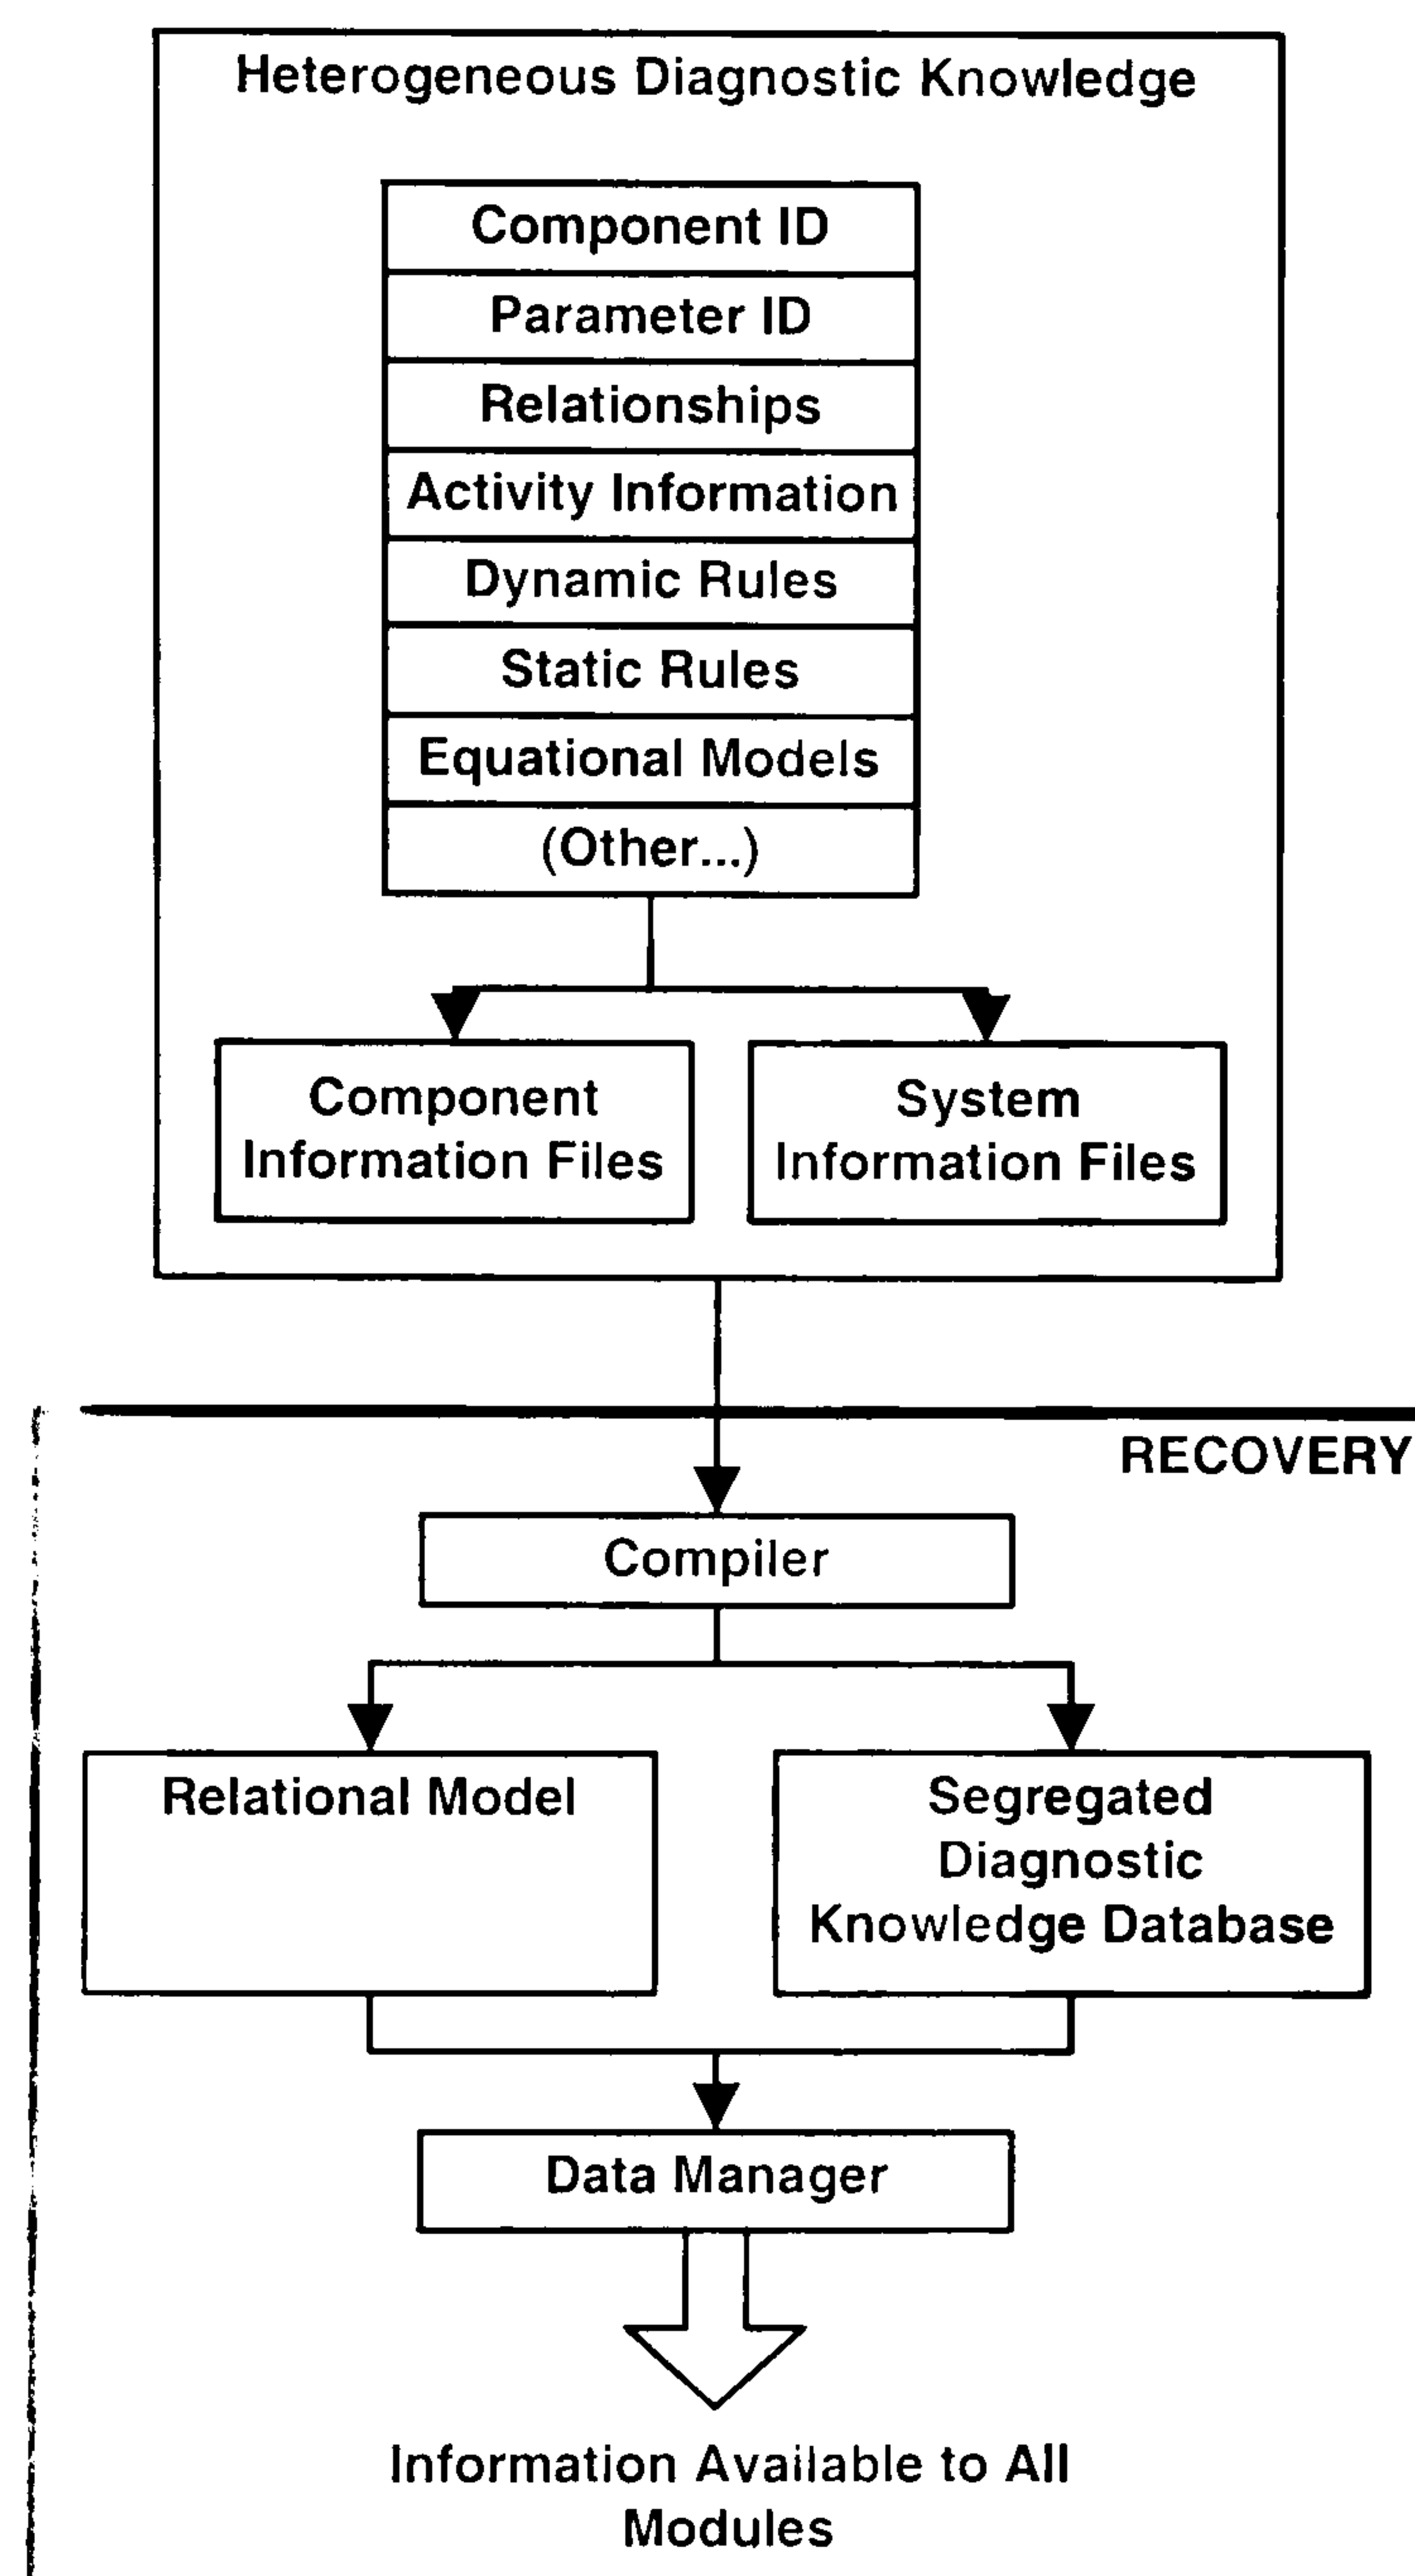 Heterogeneous Diagnostic Knowledge
Component ID
Parameter ID
Relationships
Activity Information
Dynamic Rules
Static Rules
Equational Models
(Other...)
Component
Information Files
System
Information Files
RECOVERY
Compiler
Relational Model
Segregated
Diagnostic
Knowledge Database
Data Manager
Information Available to All
Modules